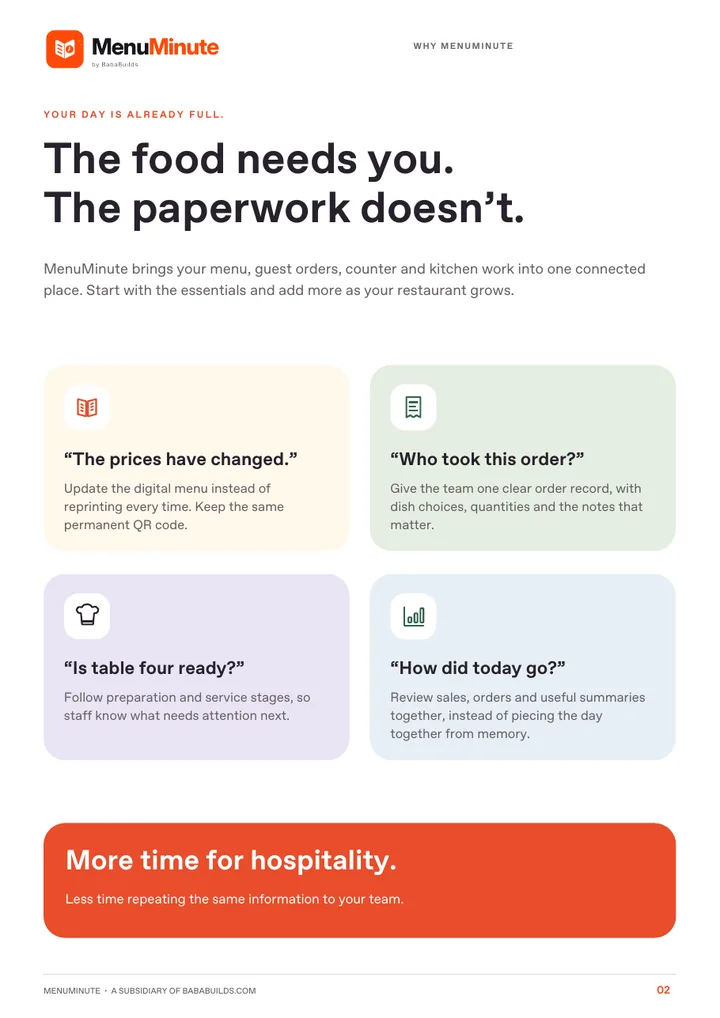 MenuMinute
by BabaBuilds
WHY MENUMINUTE
YOUR DAY IS ALREADY FULL.
The food needs you.
The paperwork doesn’t.
MenuMinute brings your menu, guest orders, counter and kitchen work into one connected
place. Start with the essentials and add more as your restaurant grows.
“The prices have changed.”
Update the digital menu instead of
reprinting every time. Keep the same
permanent QR code.
“Who took this order?”
Give the team one clear order record, with
dish choices, quantities and the notes that
matter.
“Is table four ready?”
Follow preparation and service stages, so
staff know what needs attention next.
“How did today go?”
Review sales, orders and useful summaries
together, instead of piecing the day
together from memory.
More time for hospitality.
Less time repeating the same information to your team.
MENUMINUTE • A SUBSIDIARY OF BABABUILDS.COM
02